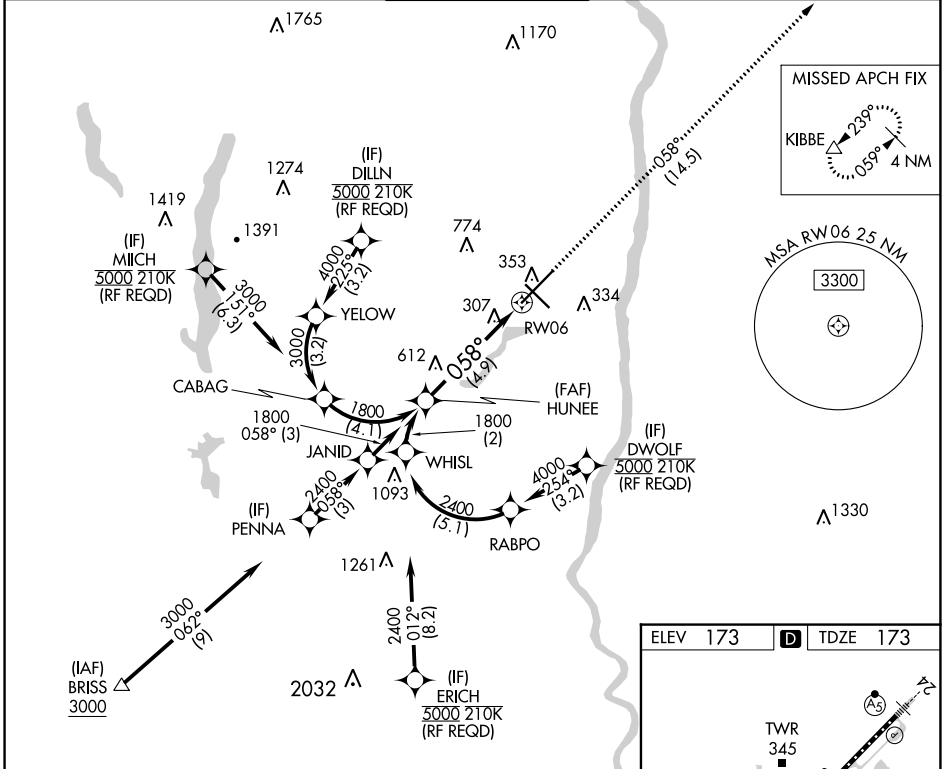 1765
1170
MISSED APCH FIX
KIBBE
239°
059°
4 NM
058°
(14.5)
(IF)
DILLN
5000 210K
(RF REQD)
1274
1419
1391
(IF)
MIICH
5000 210K
(RF REQD)
774
353
334
307
RW06
MSA RW06 25 NM
3300
4000
225°
(3.2)
3000
151°
(6.3)
YELOW
3000
(3.2)
612
058°
(4.9)
CABAG
(FAF)
HUNEE
1800
(4.1)
1800
058° (3)
1800
(2)
JANID
WHISL
(IF)
DWOLF
5000 210K
(RF REQD)
4000
254°
(3.2)
1093
2400
058°
(3)
(IF)
PENNA
2400
(5.1)
RABPO
1330
1261
3000
062°
(9)
2400
012°
(8.2)
(IAF)
BRISS
3000
2032
(IF)
ERICH
5000 210K
(RF REQD)
ELEV 173 D TDZE 173
24
A5
P
TWR
345